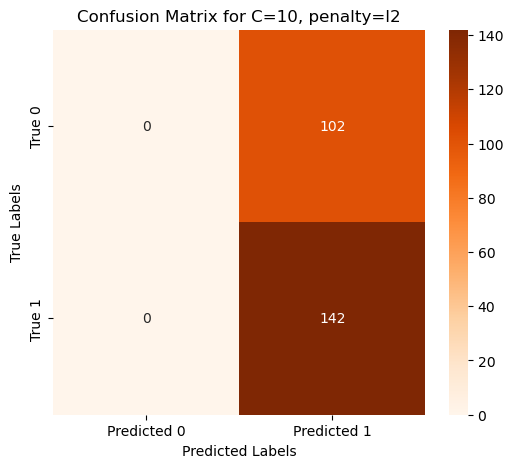 Confusion Matrix for C=10, penalty=l2
True Labels
True 0
True 1
0
102
0
142
Predicted 0
Predicted 1
Predicted Labels
140
120
100
80
60
40
20
0